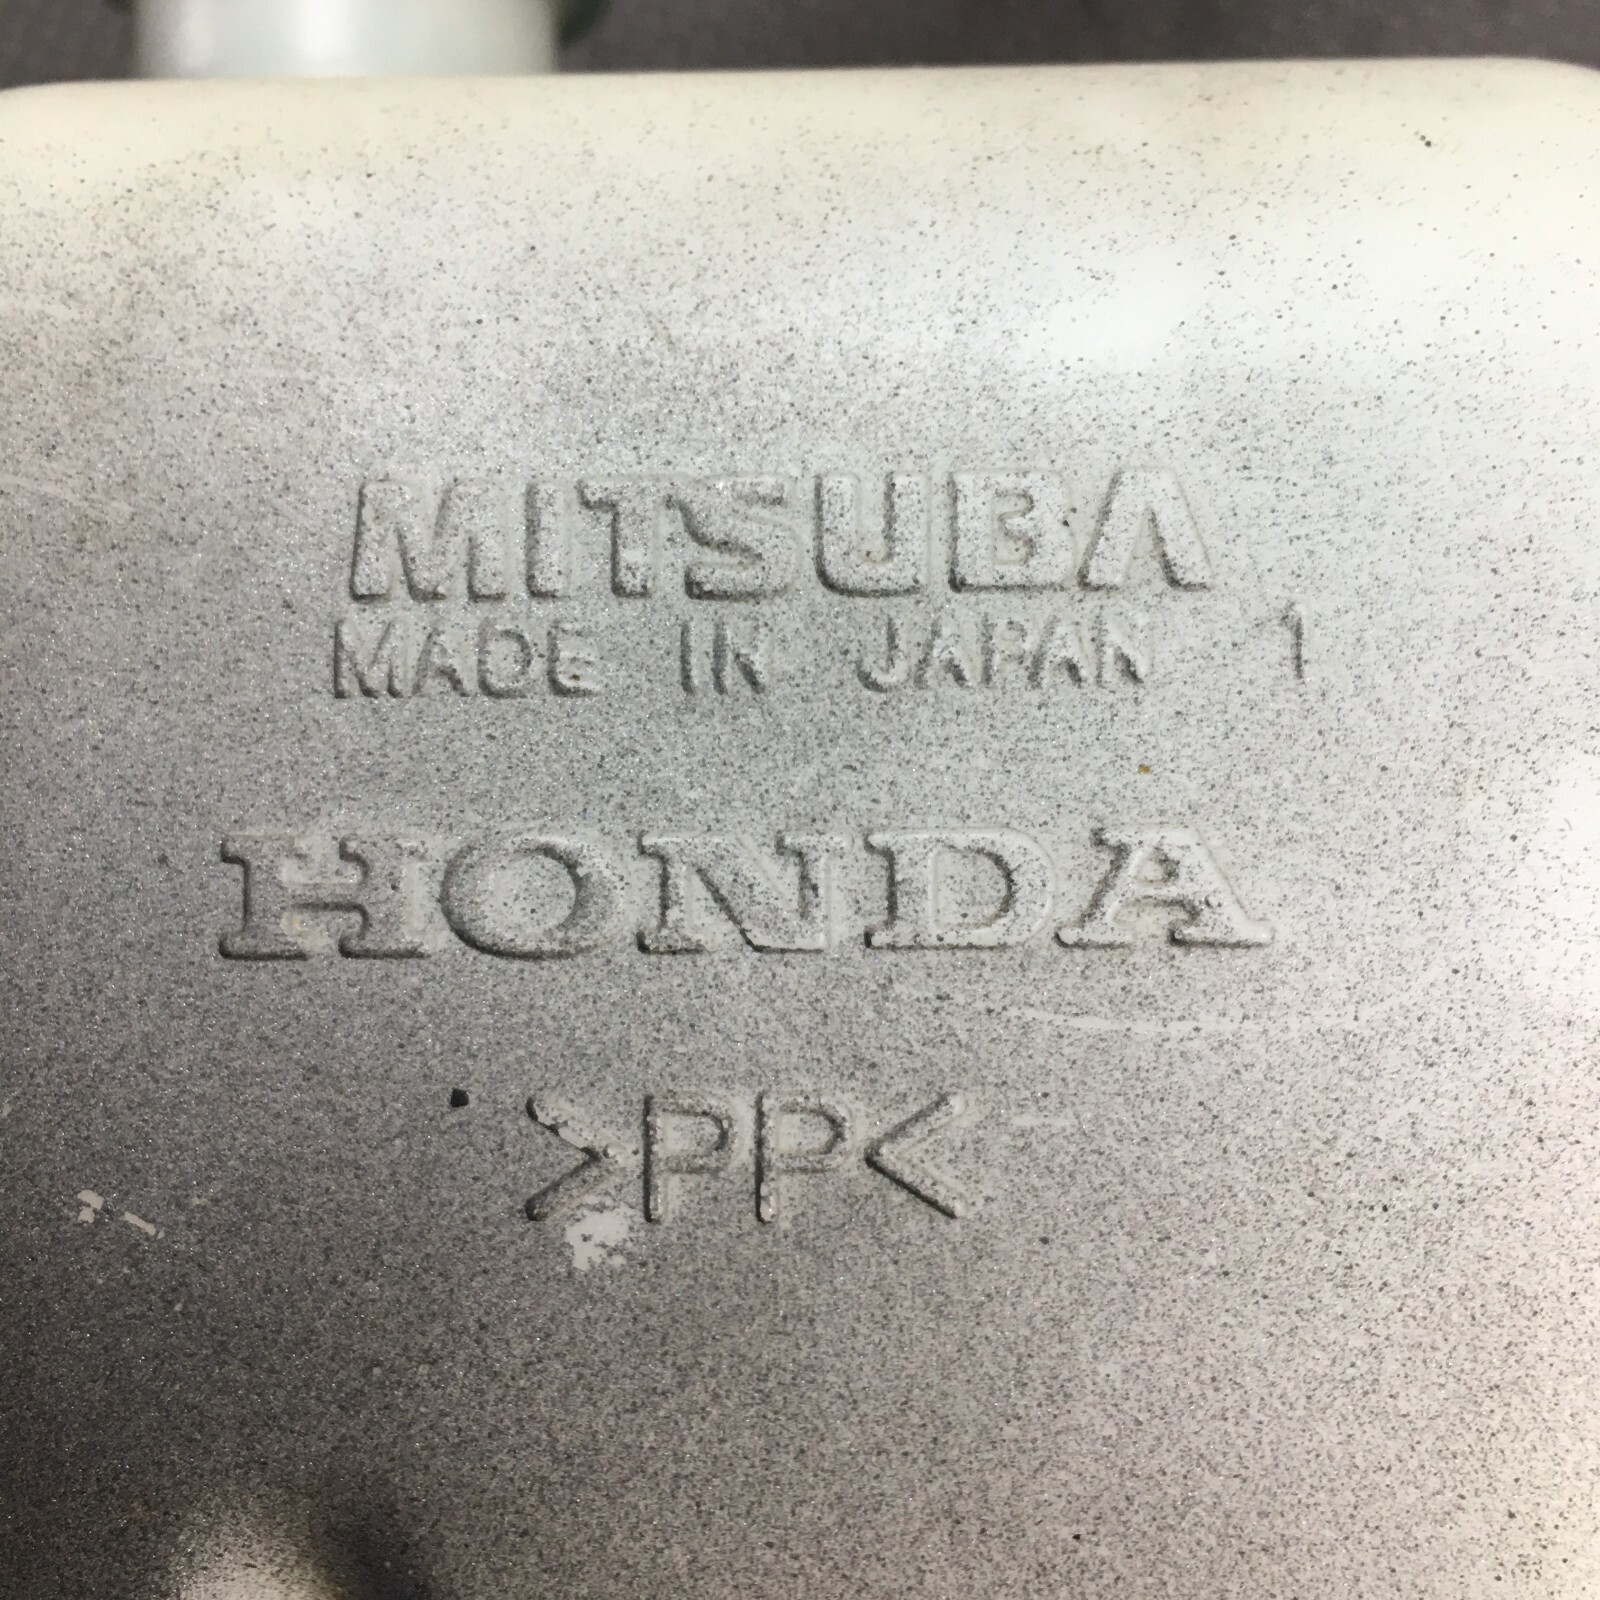 MITSUBA
MADE IN JAPAN 1
HONDA
>PP<